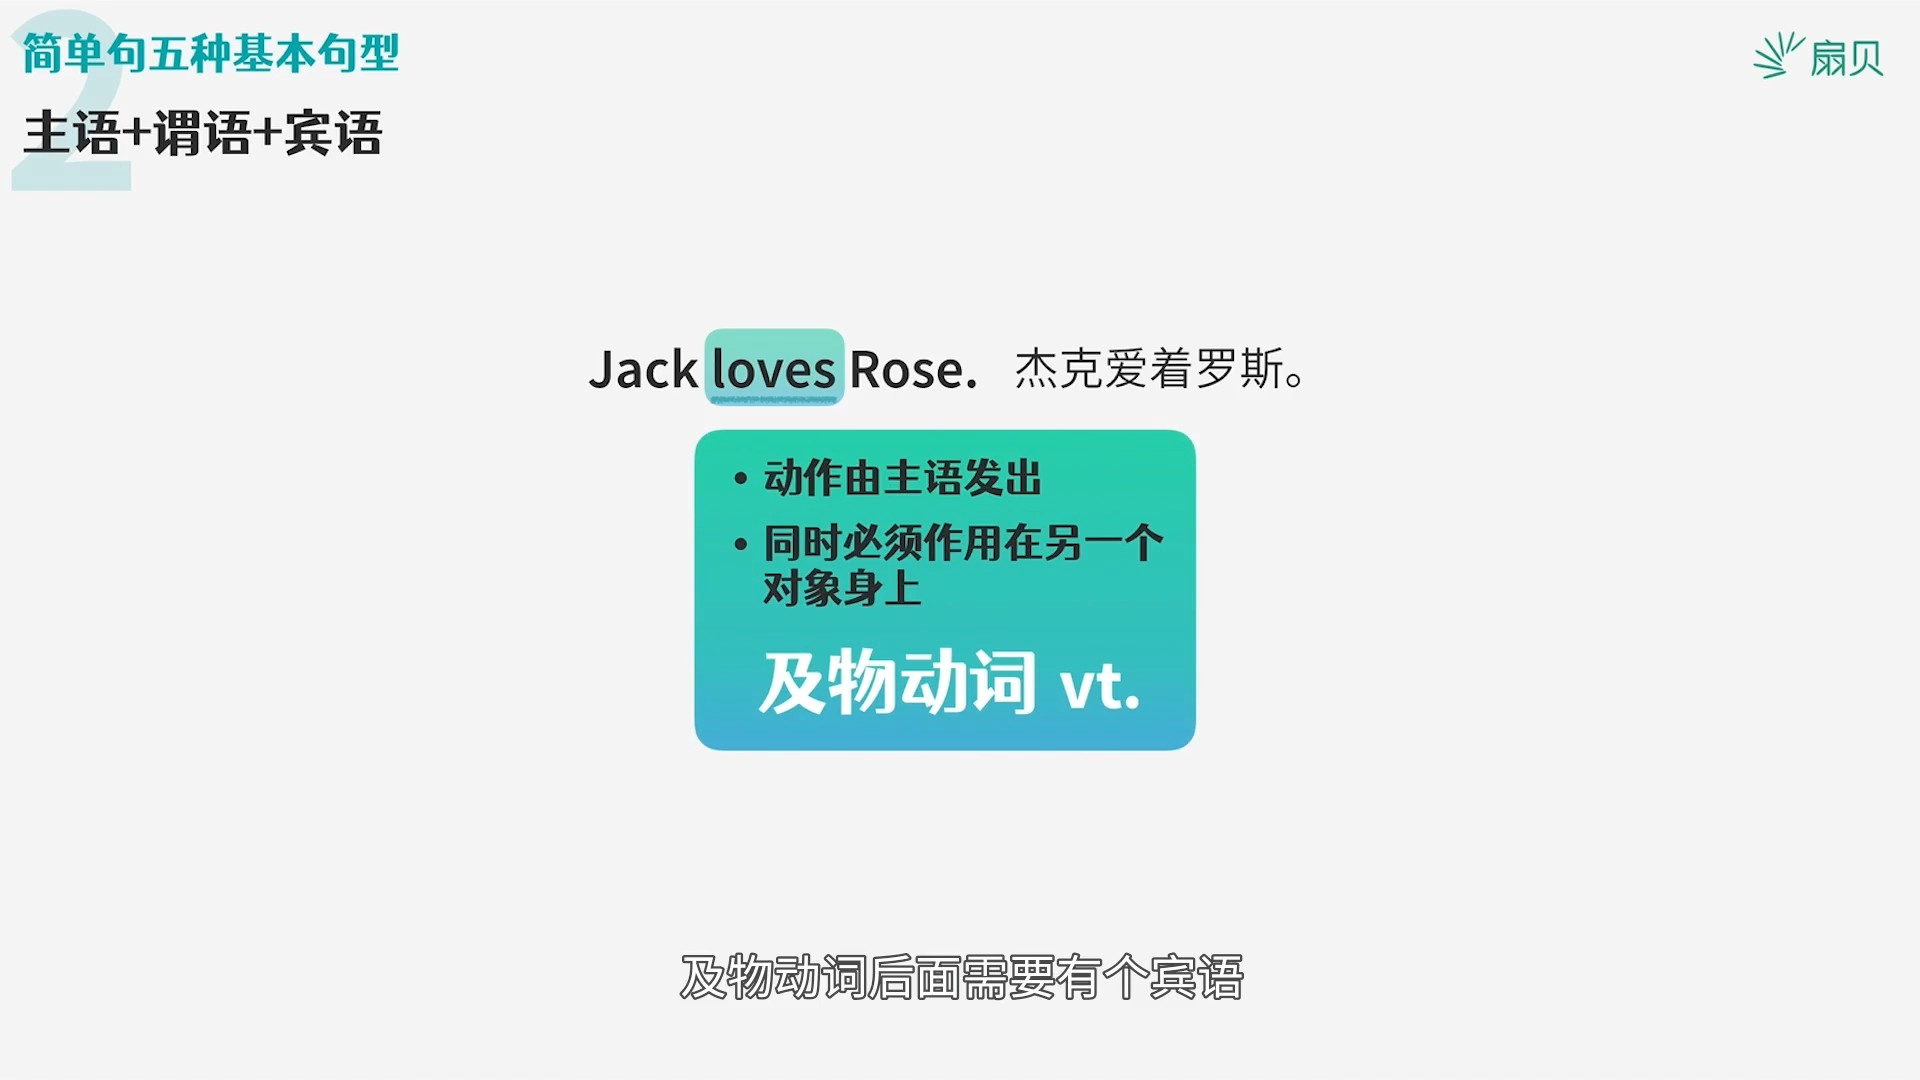 2
简单句五种基本句型
扇贝
主语+谓语+宾语
Jack loves Rose. 杰克爱着罗斯。
• 动作由主语发出
• 同时必须作用在另一个
对象身上
及物动词 vt.
及物动词后面需要有个宾语